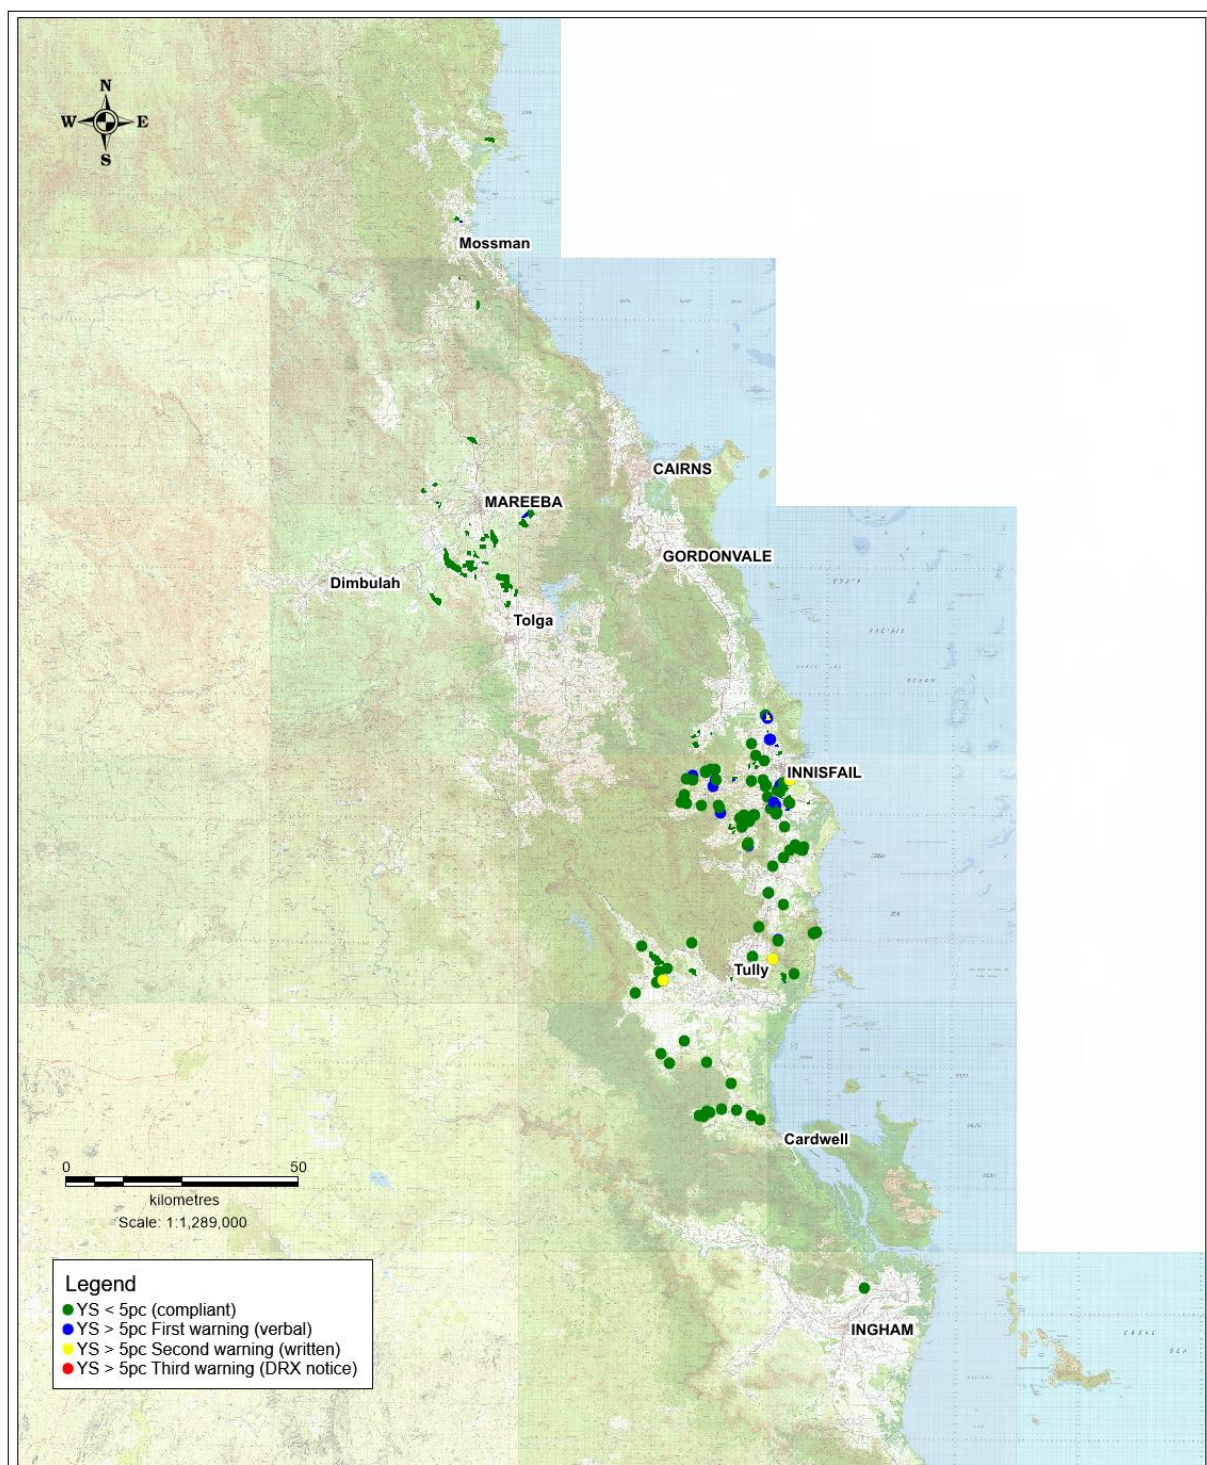 N
W E
S
Mossman
CAIRNS
MAREEBA
GORDONVALE
Dimbulah
Tolga
INNISFAIL
Tully
Cardwell
0 50
kilometres
Scale: 1:1,289,000
Legend
YS < 5pc (compliant)
YS > 5pc First warning (verbal)
YS > 5pc Second warning (written)
YS > 5pc Third warning (DRX notice)
INGHAM